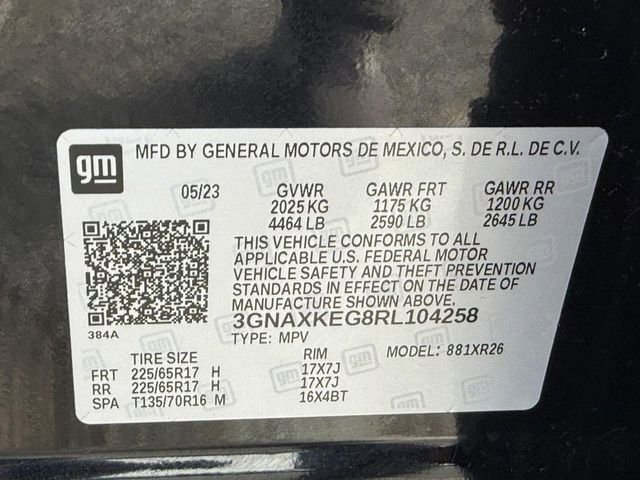 gm MFD BY GENERAL MOTORS DE MEXICO, S. DE R.L. DE C.V.
05/23 GVWR GAWR FRT GAWR RR
2025 KG 1175 KG 1200 KG
4464 LB 2590 LB 2645 LB
THIS VEHICLE CONFORMS TO ALL
APPLICABLE U.S. FEDERAL MOTOR
VEHICLE SAFETY AND THEFT PREVENTION
STANDARDS IN EFFECT ON THE DATE OF
MANUFACTURE SHOWN ABOVE.
3GNAXKEG8RL104258
384A
TYPE: MPV MODEL: 881XR26
TIRE SIZE RIM
FRT 225/65R17 H 17X7J
RR 225/65R17 H 17X7J
SPA T135/70R16 M 16X4BT